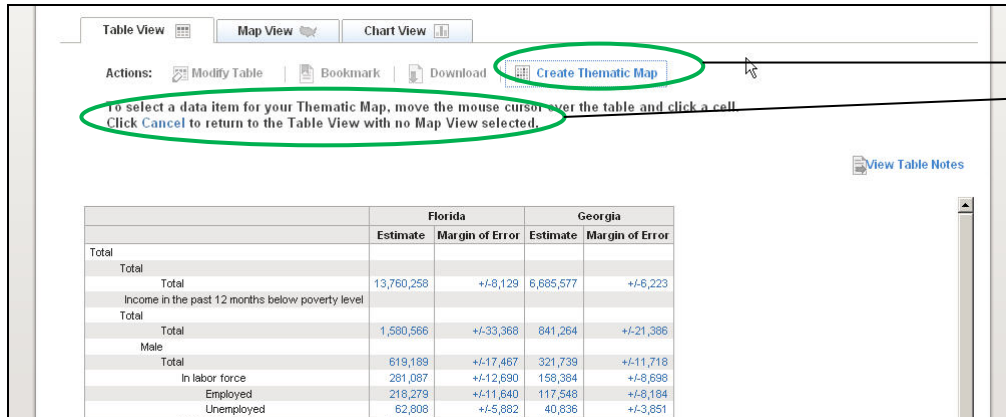 Table View Map View Chart View
Actions: Modify Table | Bookmark | Download | Create Thematic Map
To select a data item for your Thematic Map, move the mouse cursor over the table and click a cell.
Click Cancel to return to the Table View with no Map View selected.
View Table Notes
Florida Georgia
Estimate Margin of Error Estimate Margin of Error
Total
Total
Total 13,760,258 +/-8,129 6,685,577 +/-6,223
Income in the past 12 months below poverty level
Total
Total 1,580,566 +/-33,368 841,264 +/-21,386
Male
Total 619,189 +/-17,467 321,739 +/-11,718
In labor force 281,087 +/-12,690 158,384 +/-8,698
Employed 218,279 +/-11,640 117,548 +/-8,184
Unemployed 62,808 +/-5,882 40,836 +/-3,851